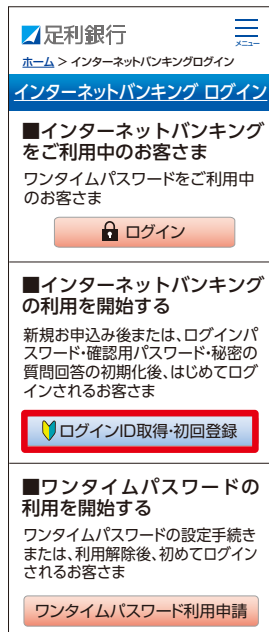 足利銀行
メニュー
ホーム > インターネットバンキングログイン
インターネットバンキング ログイン
■インターネットバンキング
をご利用中のお客さま
ワンタイムパスワードをご利用中
のお客さま
ログイン
■インターネットバンキング
の利用を開始する
新規お申込み後または、ログインパ
スワード・確認用パスワード・秘密の
質問回答の初期化後、はじめてログ
インされるお客さま
ログインID取得・初回登録
■ワンタイムパスワードの
利用を開始する
ワンタイムパスワードの設定手続き
または、利用解除後、初めてログイン
されるお客さま
ワンタイムパスワード利用申請